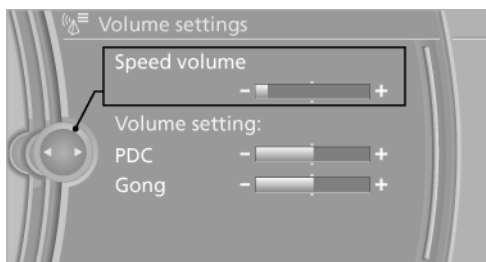 Volume settings
Speed volume
- +
Volume setting:
PDC - +
Gong - +